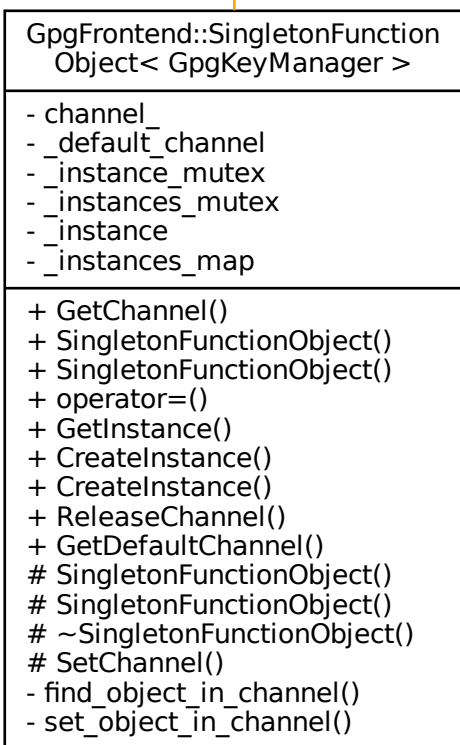 GpgFrontend::SingletonFunction
Object< GpgKeyManager >
- channel_
- _default_channel
- _instance_mutex
- _instances_mutex
- _instance
- _instances_map
+ GetChannel()
+ SingletonFunctionObject()
+ SingletonFunctionObject()
+ operator=()
+ GetInstance()
+ CreateInstance()
+ CreateInstance()
+ ReleaseChannel()
+ GetDefaultChannel()
# SingletonFunctionObject()
# SingletonFunctionObject()
# ~SingletonFunctionObject()
# SetChannel()
- find_object_in_channel()
- set_object_in_channel()